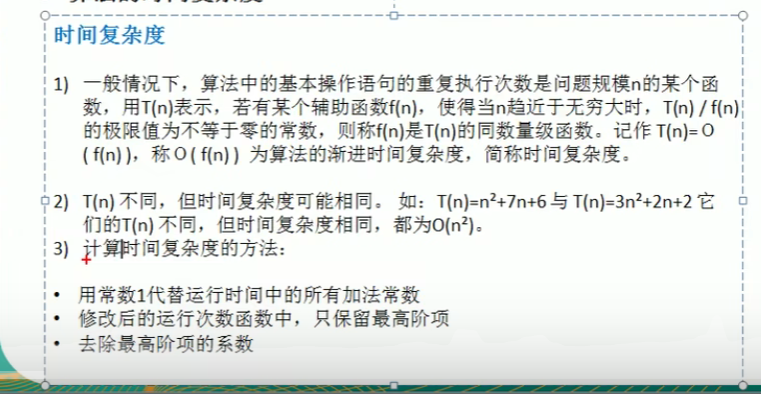 时间复杂度
1) 一般情况下，算法中的基本操作语句的重复执行次数是问题规模n的某个函
数，用T(n)表示，若有某个辅助函数f(n)，使得当n趋近于无穷大时，T(n) / f(n)
的极限值为不等于零的常数，则称f(n)是T(n)的同数量级函数。记作 T(n)=Ｏ
( f(n) )，称Ｏ( f(n) ) 为算法的渐进时间复杂度，简称时间复杂度。
2) T(n) 不同，但时间复杂度可能相同。 如：T(n)=n²+7n+6 与 T(n)=3n²+2n+2 它
们的T(n) 不同，但时间复杂度相同，都为O(n²)。
3) 计算时间复杂度的方法：
• 用常数1代替运行时间中的所有加法常数
• 修改后的运行次数函数中，只保留最高阶项
• 去除最高阶项的系数